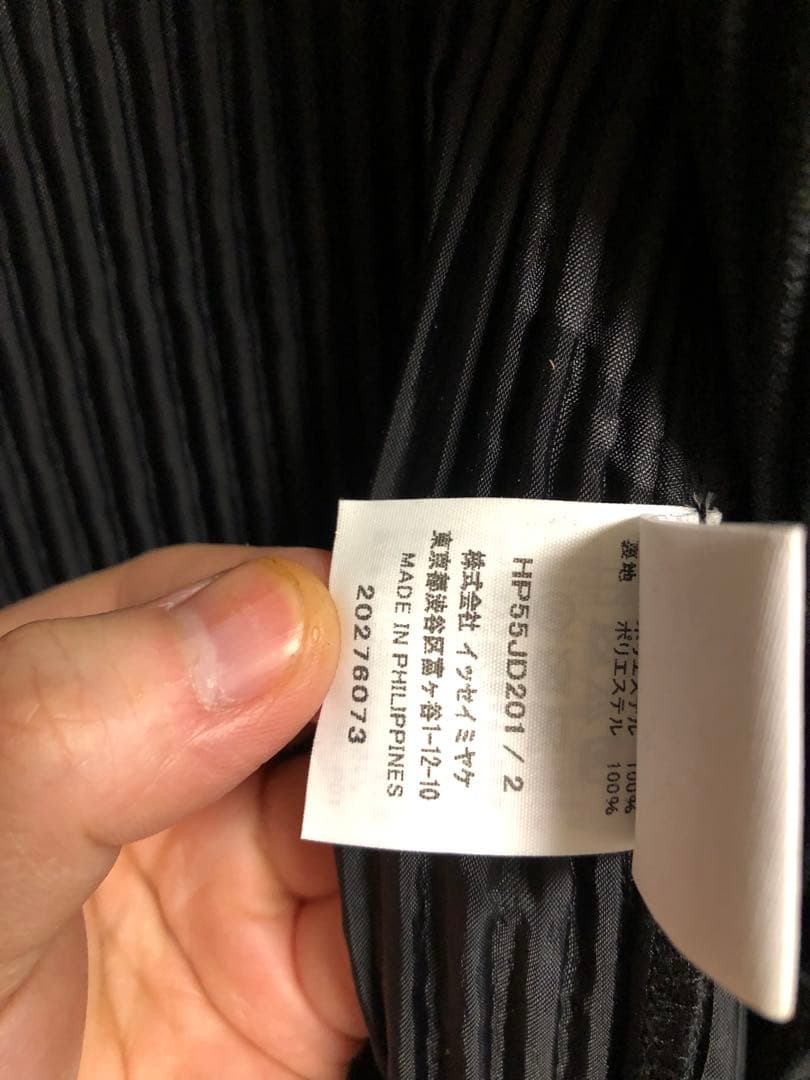 ポリエステル 100%
裏地 ポリエステル 100%
HP55JD201 / 2
株式会社 イッセイミヤケ
東京都渋谷区富ヶ谷1-12-10
MADE IN PHILIPPINES
20276073